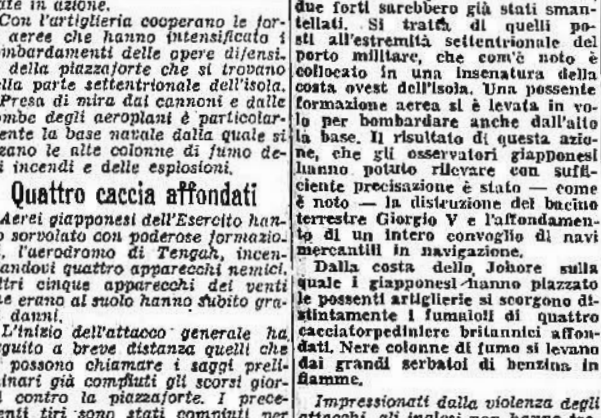 ate in azione.
Con l'artiglieria cooperano le for-
aeree che hanno intensificato i
mbardamenti delle opere difensi-
della piazzaforte che si trovano
lla parte settentrionale dell'isola.
Presa di mira dai cannoni e dalle
mbe degli aeroplani è particolar-
ente la base navale dalla quale si
zano le alte colonne di fumo de-
i incendi e delle esplosioni.
Quattro caccia affondati
Aerei giapponesi dell'Esercito han-
o sorvolato con poderose formazio-
l'aerodromo di Tengah, incen-
andovi quattro apparecchi nemici.
ltri cinque apparecchi dei venti
e erano al suolo hanno subito gra-
danni.
L'inizio dell'attacco generale ha
guito a breve distanza quelli che
possono chiamare i saggi preli-
inari già compiuti gli scorsi gior-
contro la piazzaforte. I prece-
enti tiri sono stati compiuti per
due forti sarebbero già stati sman-
tellati. Si tratta di quelli po-
sti all'estremità settentrionale del
porto militare, che com'è noto è
collocato in una insenatura della
costa ovest dell'Isola. Una possente
formazione aerea si è levata in vo-
lo per bombardare anche dall'alto
la base. Il risultato di questa azio-
ne, che gli osservatori giapponesi
hanno potuto rilevare con suffi-
ciente precisazione è stato — come
è noto — la distruzione del bacino
terrestre Giorgio V e l'affondamen-
to di un intero convoglio di navi
mercantili in navigazione.
Dalla costa dello Johore sulla
quale i giapponesi hanno piazzato
le possenti artiglierie si scorgono di-
stintamente i fumaioli di quattro
cacciatorpediniere britannici affon-
dati. Nere colonne di fumo si levano
dai grandi serbatoi di benzina in
fiamme.
Impressionati dalla violenza degli
attacchi, gli inglesi non hanno